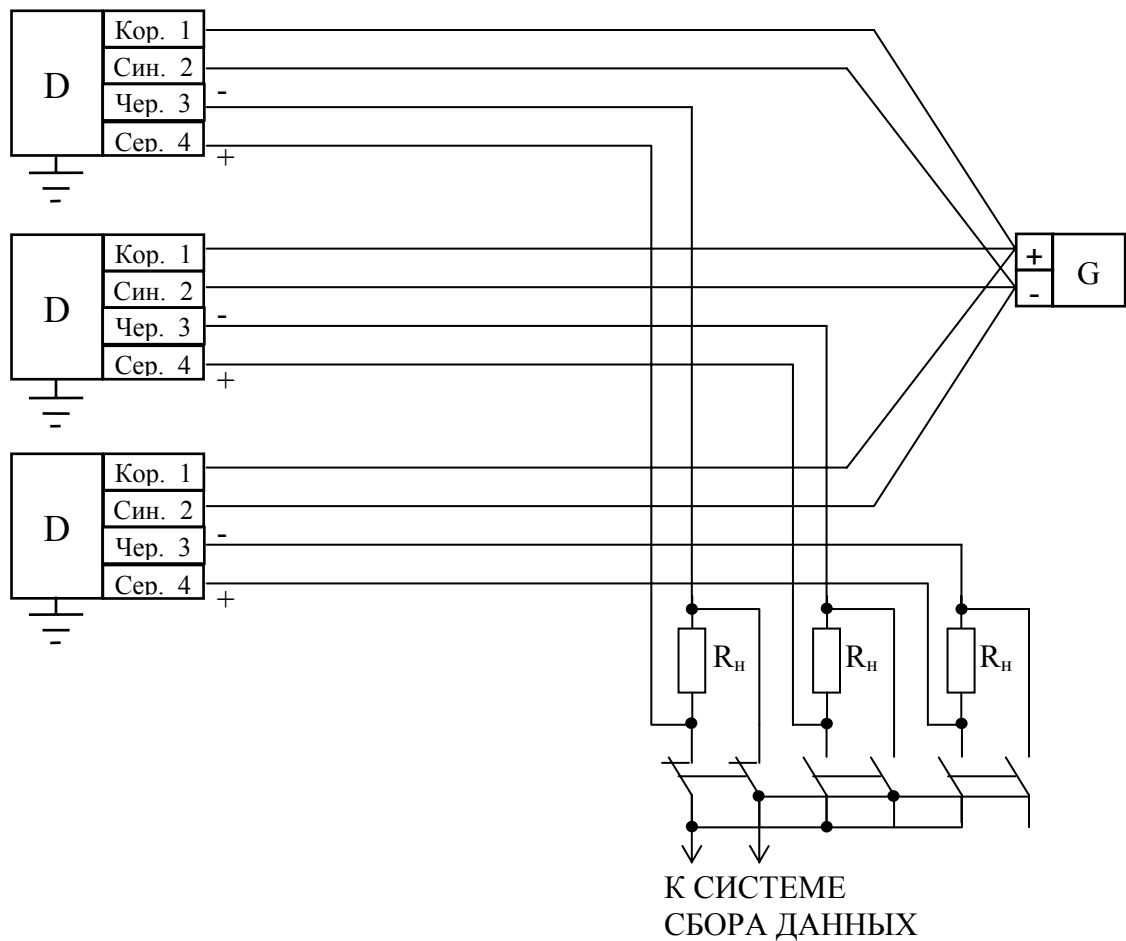 Кор. 1
Син. 2
D
Чер. 3
-
Сер. 4
+
Кор. 1
Син. 2
D
Чер. 3
-
Сер. 4
+
+
-
G
Кор. 1
Син. 2
D
Чер. 3
-
Сер. 4
+
Rн
Rн
Rн
К СИСТЕМЕ
СБОРА ДАННЫХ